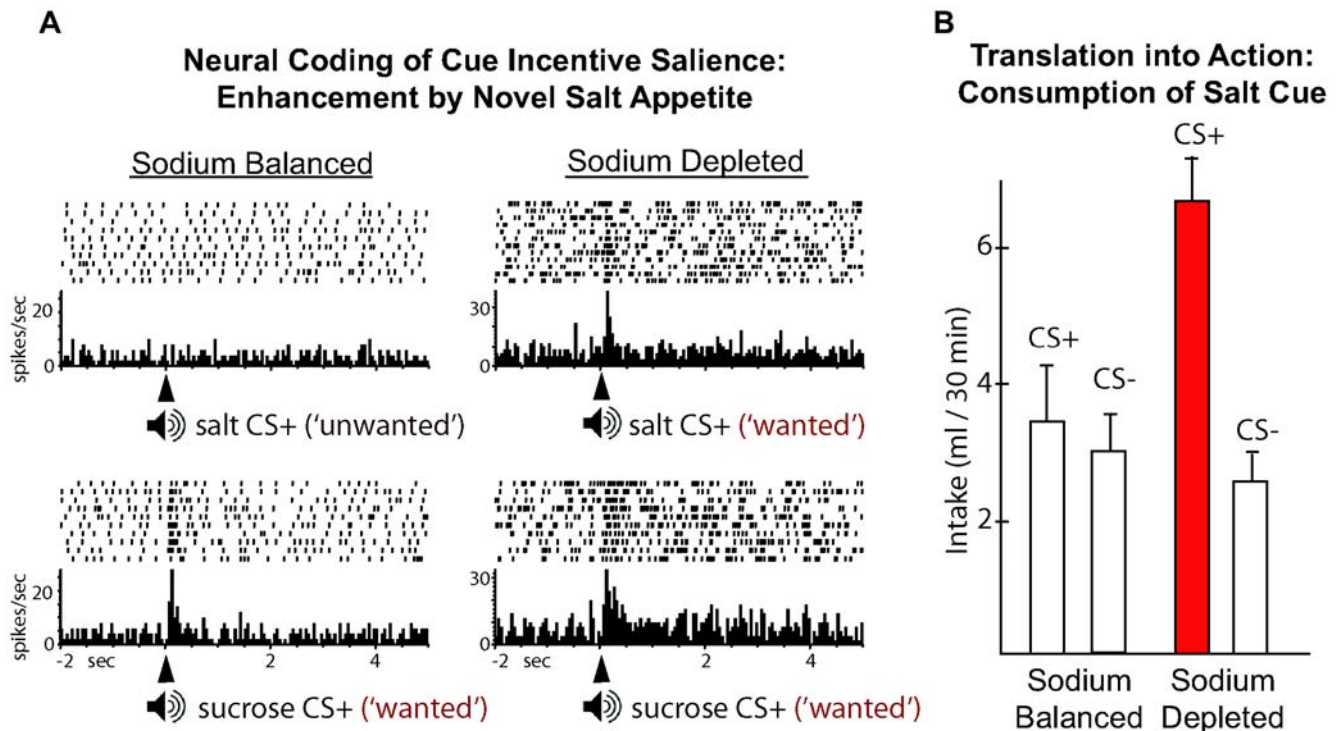 A
Neural Coding of Cue Incentive Salience:
Enhancement by Novel Salt Appetite
Sodium Balanced
Sodium Depleted
spikes/sec
20
0
30
0
salt CS+ ('unwanted')
salt CS+ ('wanted')
spikes/sec
20
0
-2 sec 2 4
30
0
-2 sec 2 4
sucrose CS+ ('wanted')
sucrose CS+ ('wanted')
B
Translation into Action:
Consumption of Salt Cue
Intake (ml / 30 min)
6
4
2
CS+
CS-
CS+
CS-
Sodium
Balanced
Sodium
Depleted